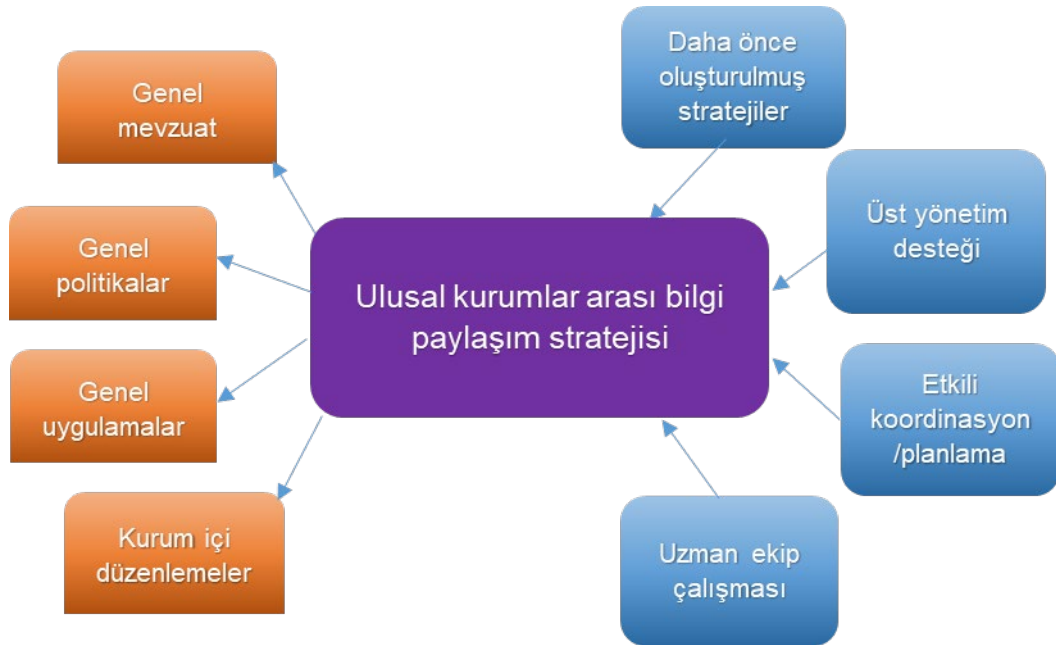 Genel
mevzuat
Genel
politikalar
Genel
uygulamalar
Kurum içi
düzenlemeler
Ulusal kurumlar arası bilgi
paylaşım stratejisi
Daha önce
oluşturulmuş
stratejiler
Üst yönetim
desteği
Etkili
koordinasyon
/planlama
Uzman ekip
çalışması